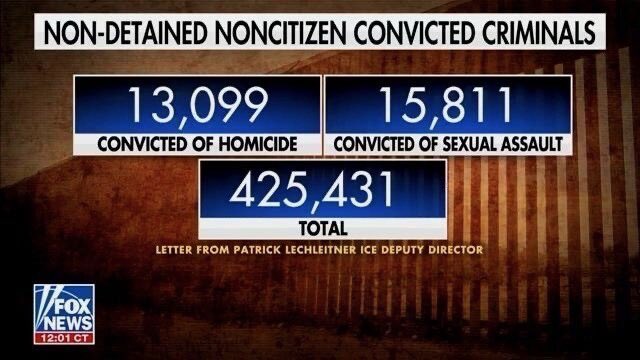 NON-DETAINED NONCITIZEN CONVICTED CRIMINALS
13,099
CONVICTED OF HOMICIDE
15,811
CONVICTED OF SEXUAL ASSAULT
425,431
TOTAL
LETTER FROM PATRICK LECHLEITNER ICE DEPUTY DIRECTOR
FOX
NEWS
12:01 CT